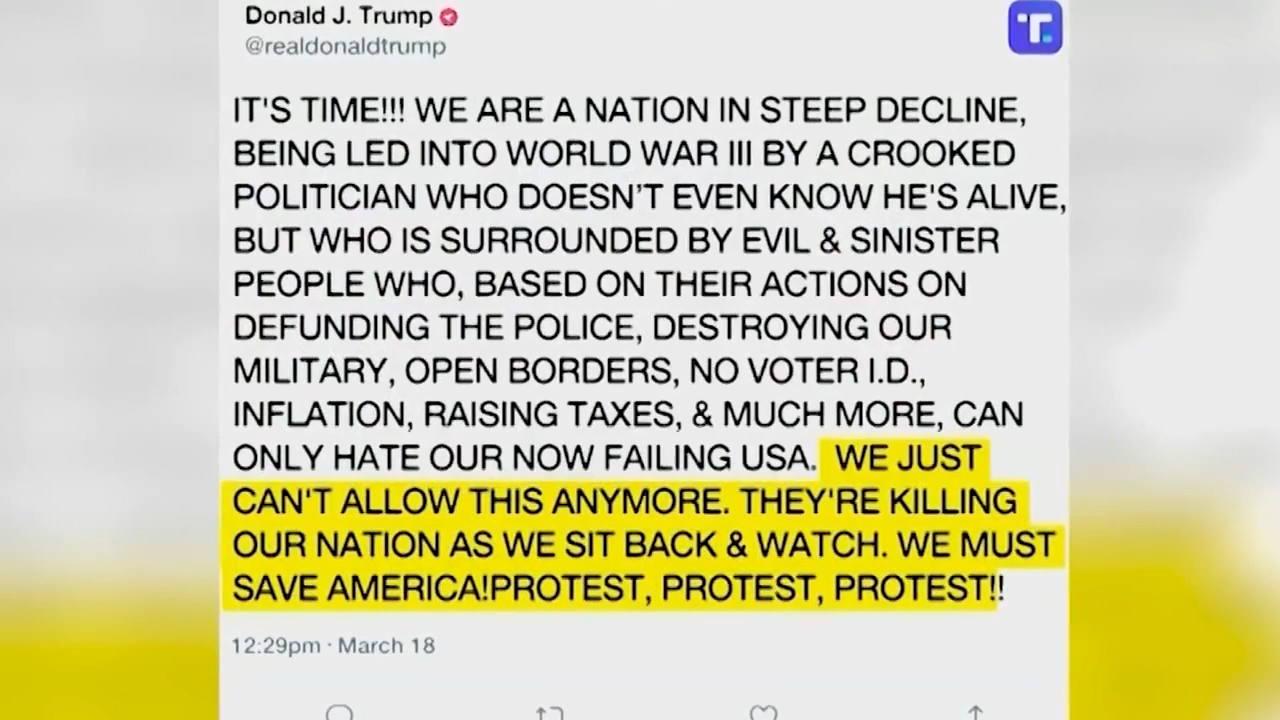 Donald J. Trump
@realdonaldtrump
T.
IT'S TIME!!! WE ARE A NATION IN STEEP DECLINE,
BEING LED INTO WORLD WAR III BY A CROOKED
POLITICIAN WHO DOESN’T EVEN KNOW HE'S ALIVE,
BUT WHO IS SURROUNDED BY EVIL & SINISTER
PEOPLE WHO, BASED ON THEIR ACTIONS ON
DEFUNDING THE POLICE, DESTROYING OUR
MILITARY, OPEN BORDERS, NO VOTER I.D.,
INFLATION, RAISING TAXES, & MUCH MORE, CAN
ONLY HATE OUR NOW FAILING USA. WE JUST
CAN'T ALLOW THIS ANYMORE. THEY'RE KILLING
OUR NATION AS WE SIT BACK & WATCH. WE MUST
SAVE AMERICA!PROTEST, PROTEST, PROTEST!!
12:29pm · March 18